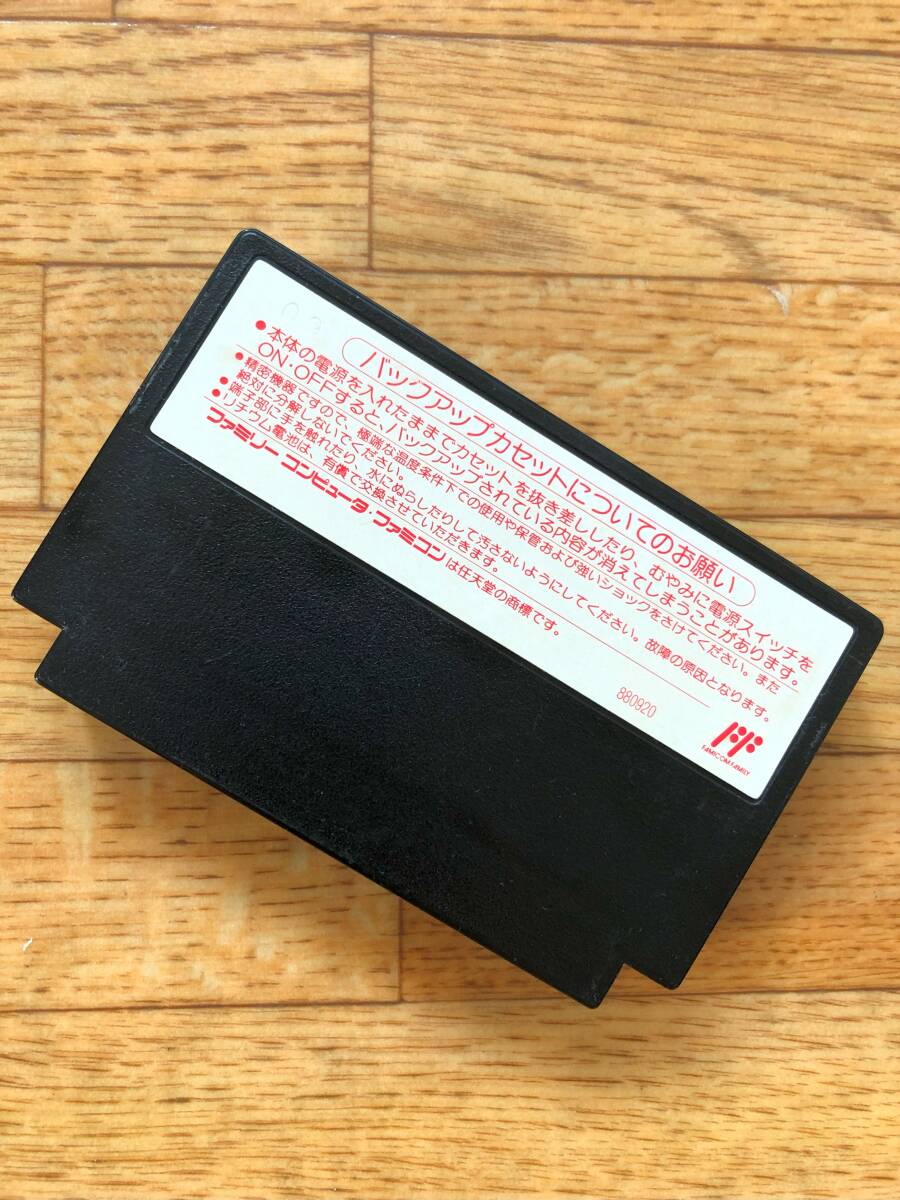 バックアップカセットについてのお願い
●本体の電源を入れたままでカセットを抜き差ししたり、むやみに電源スイッチを
ON・OFFすると、バックアップされている内容が消えてしまうことがあります。
●精密機器ですので、極端な温度条件下での使用や保管および強いショックをさけてください。また
絶対に分解しないでください。
●端子部に手を触れたり、水にぬらしたりして汚さないようにしてください。故障の原因となります。
●リチウム電池は、有償で交換させていただきます。
ファミリーコンピュータ・ファミコンは任天堂の商標です。
880920
FAMICOM FAMILY